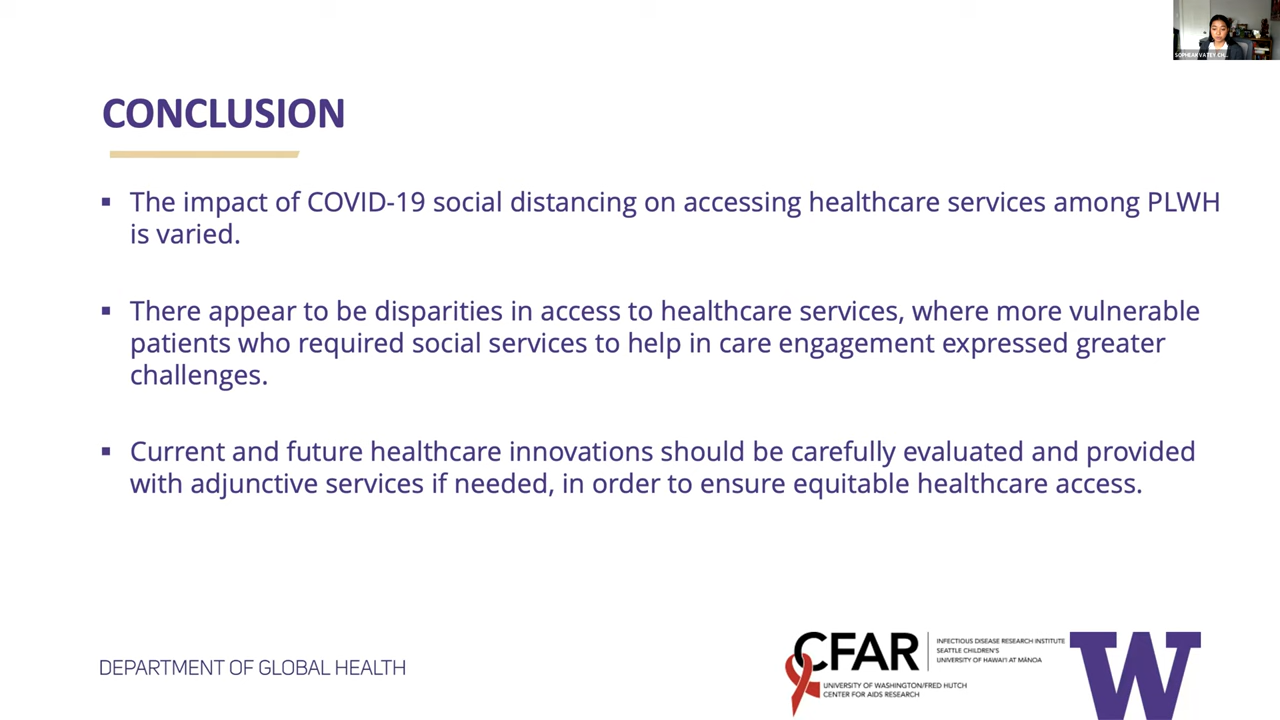 SOPHEAKVATEY CH...
CONCLUSION
▪ The impact of COVID-19 social distancing on accessing healthcare services among PLWH
is varied.
▪ There appear to be disparities in access to healthcare services, where more vulnerable
patients who required social services to help in care engagement expressed greater
challenges.
▪ Current and future healthcare innovations should be carefully evaluated and provided
with adjunctive services if needed, in order to ensure equitable healthcare access.
DEPARTMENT OF GLOBAL HEALTH
CFAR
UNIVERSITY OF WASHINGTON/FRED HUTCH
CENTER FOR AIDS RESEARCH
INFECTIOUS DISEASE RESEARCH INSTITUTE
SEATTLE CHILDREN'S
UNIVERSITY OF HAWAI'I AT MĀNOA
W